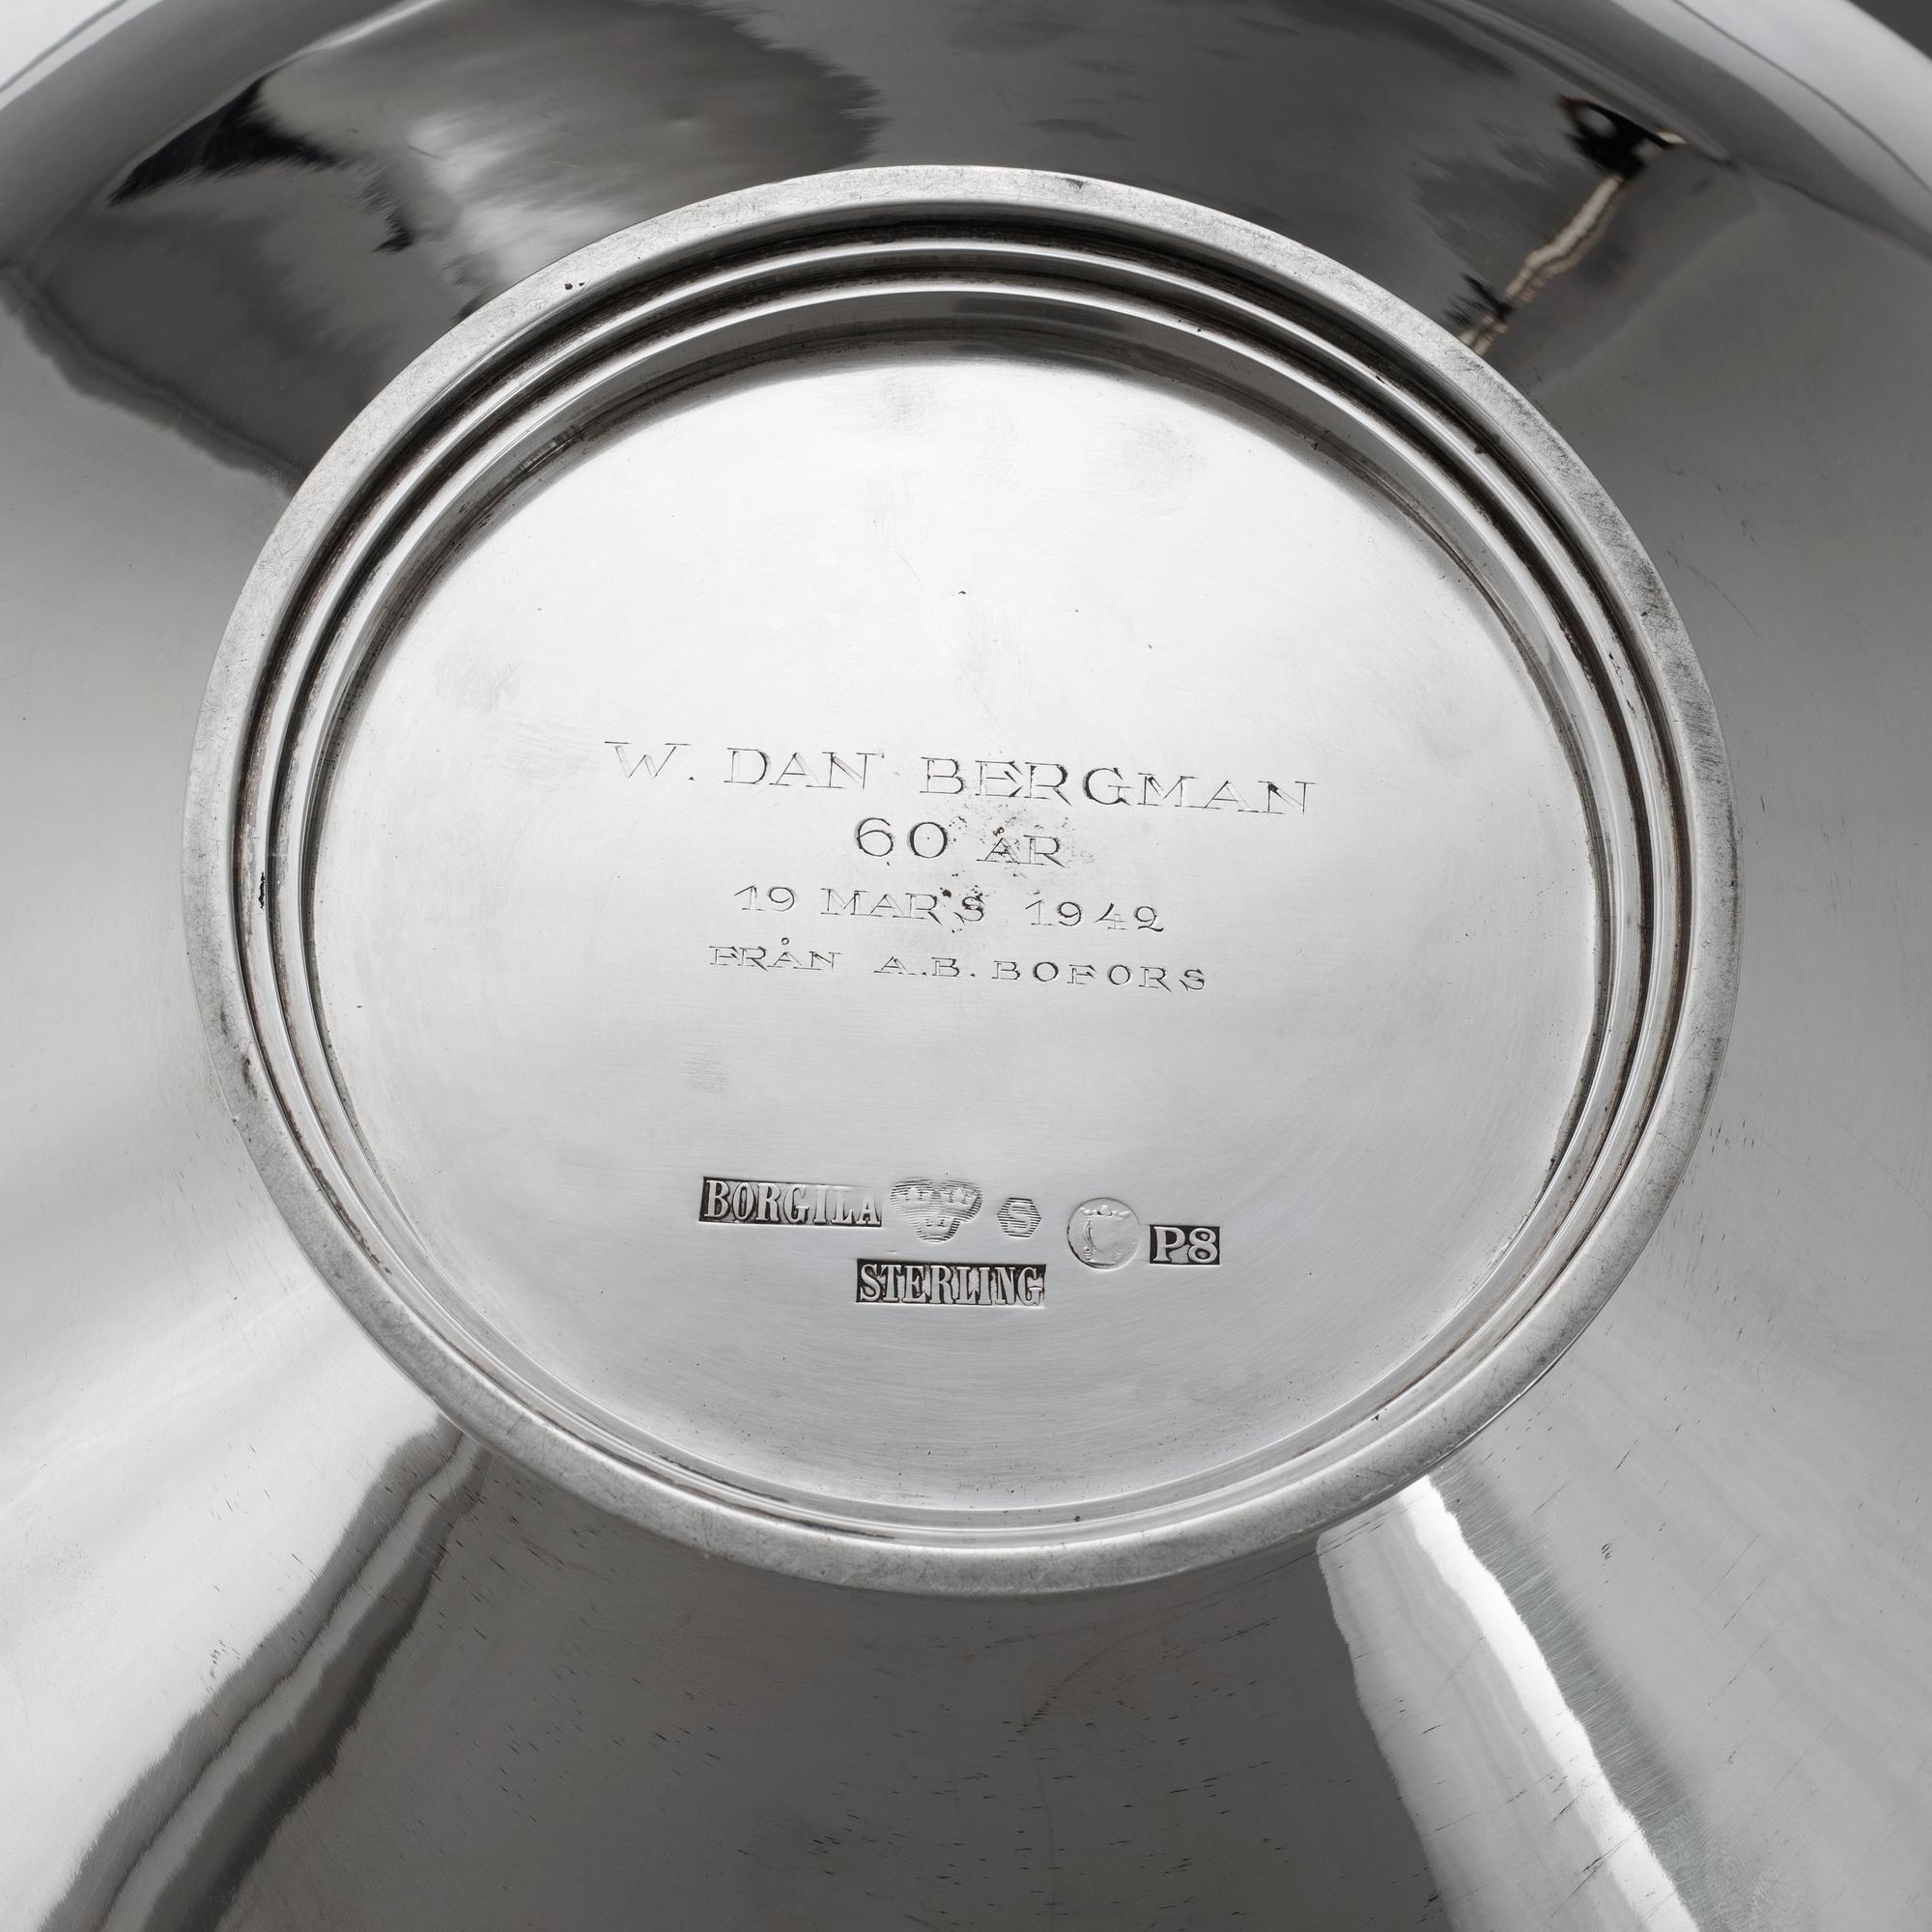 W. DAN BERGMAN
60 ÅR
19 MARS 1942
FRÅN A.B. BOFORS
BORGILA S C P8
STERLING